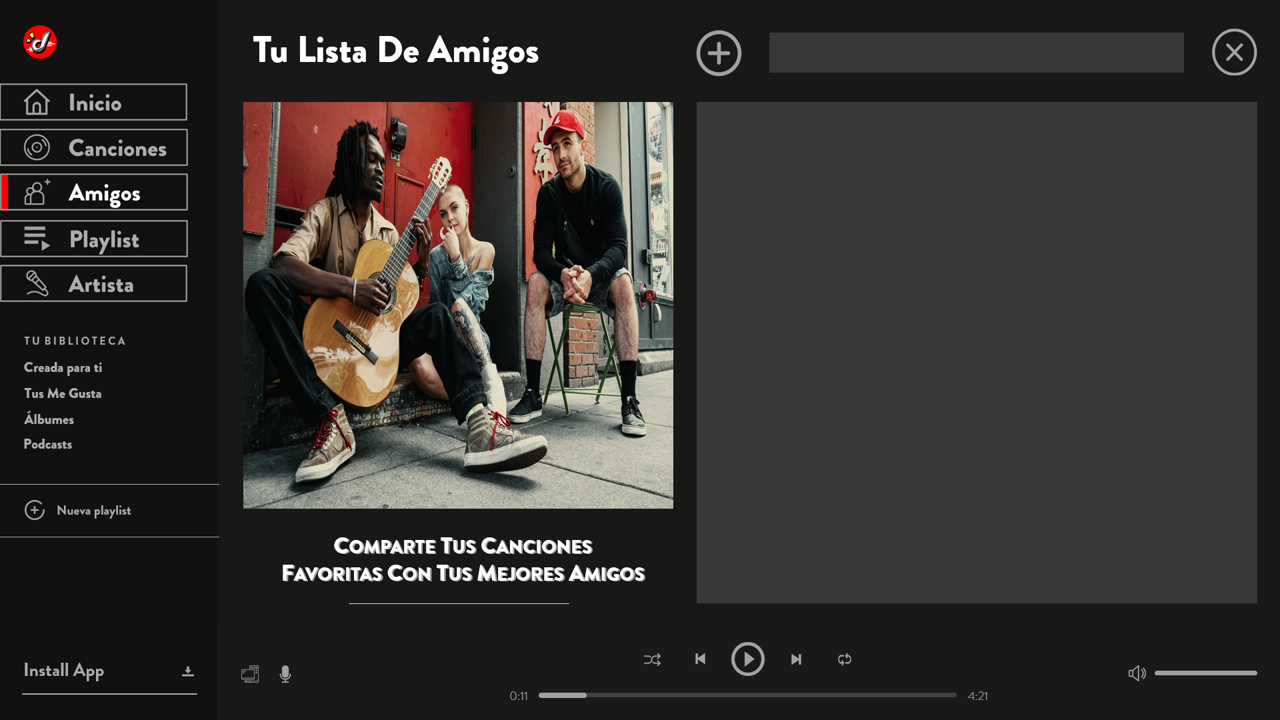 Tu Lista De Amigos
Inicio
Canciones
Amigos
Playlist
Artista
TU BIBLIOTECA
Creada para ti
Tus Me Gusta
Álbumes
Podcasts
Nueva playlist
Install App
Comparte Tus Canciones
Favoritas Con Tus Mejores Amigos
0:11
4:21